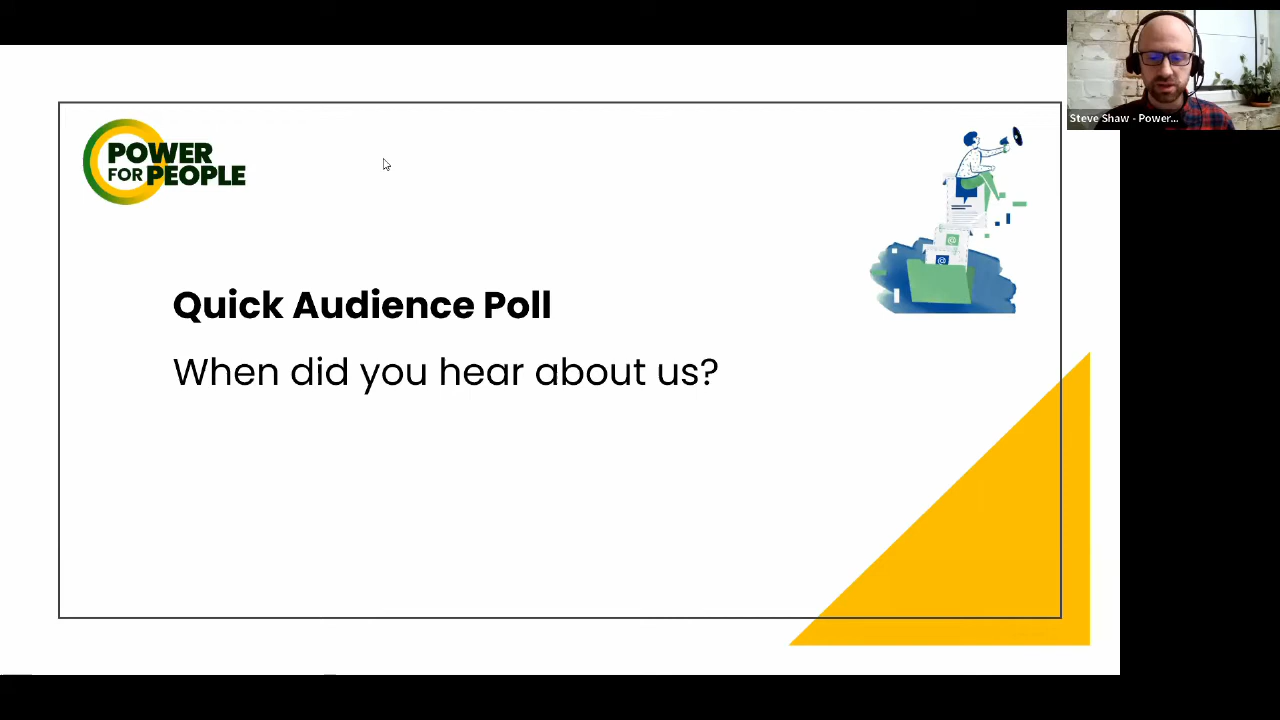 Steve Shaw - Power...
POWER
FOR PEOPLE
Quick Audience Poll
When did you hear about us?